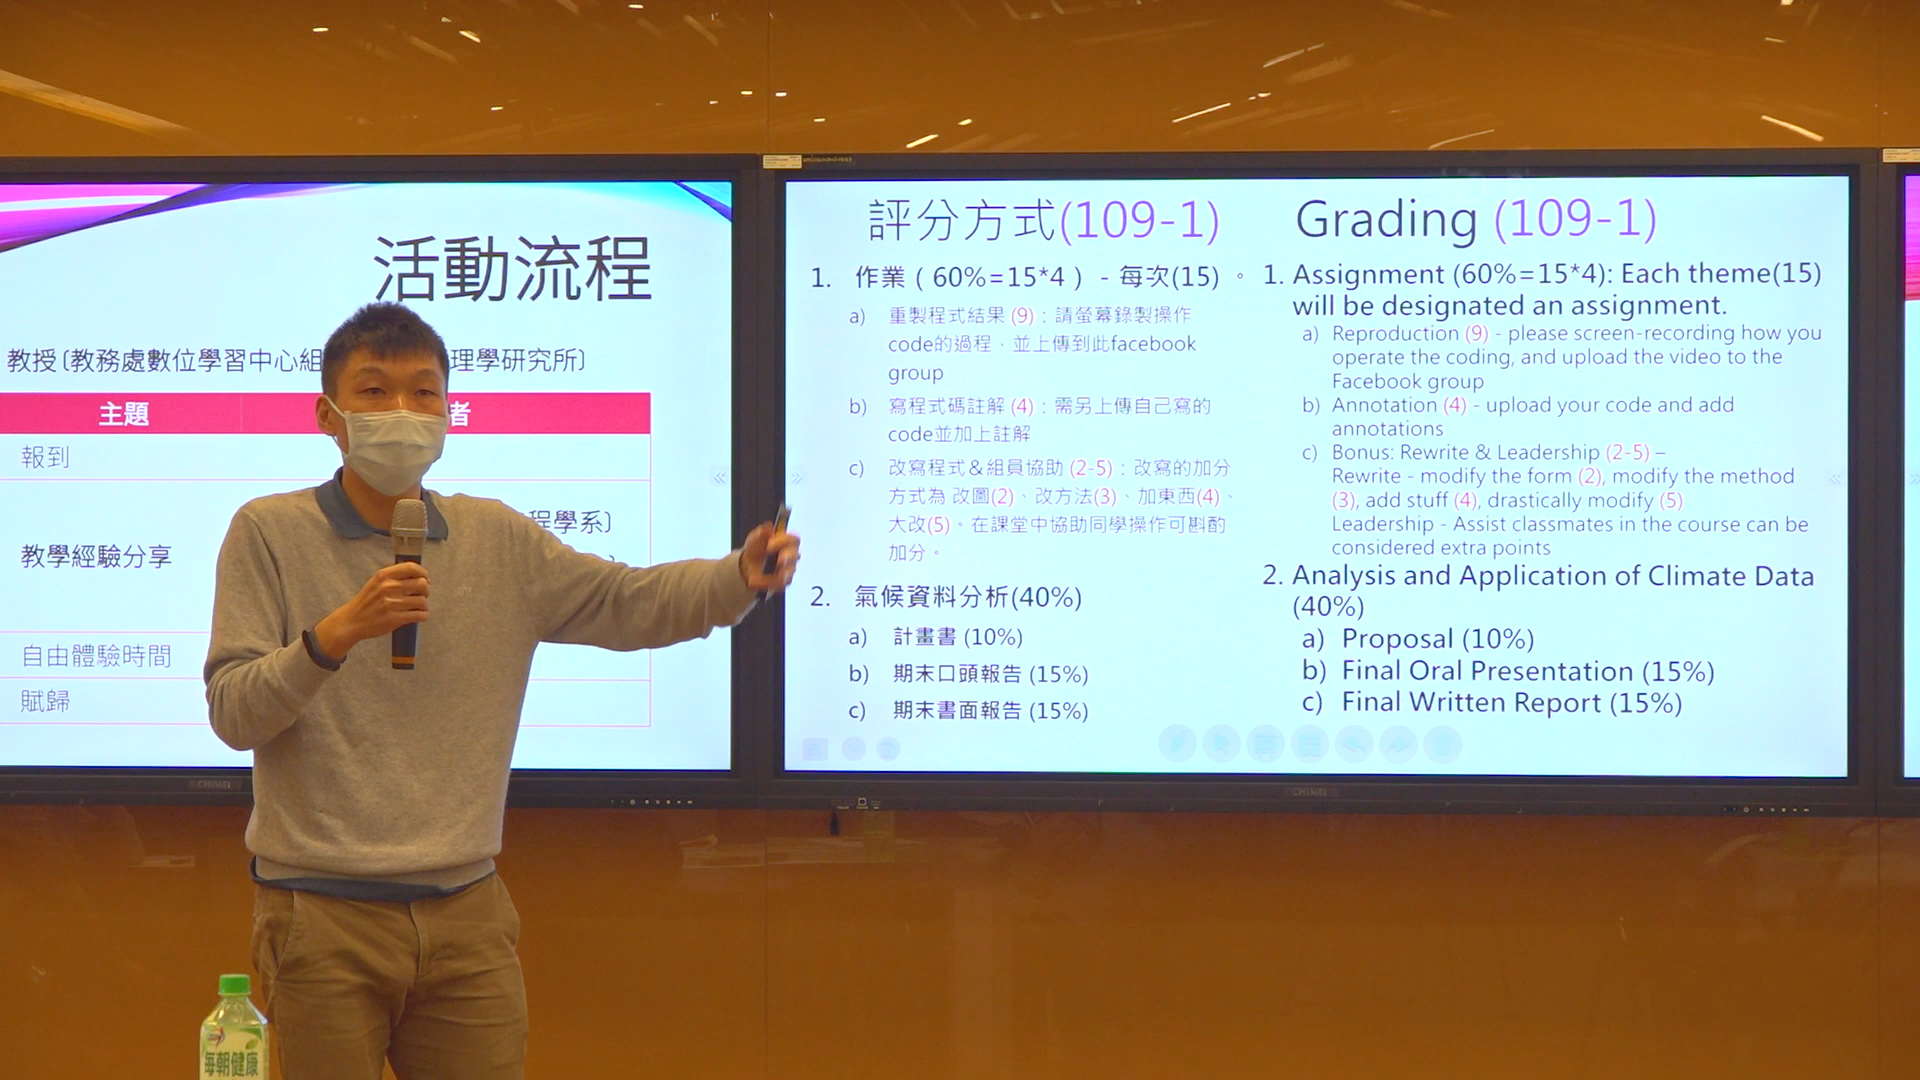 活動流程
教授〔教務處數位學習中心組
理學研究所〕
主題
者
報到
程學系〕
教學經驗分享
自由體驗時間
賦歸
CHIMEI
評分方式(109-1)
1. 作業（60%=15*4） - 每次(15) 。
a) 重製程式結果 (9)：請螢幕錄製操作
code的過程，並上傳到此facebook
group
b) 寫程式碼註解 (4)：需另上傳自己寫的
code並加上註解
c) 改寫程式＆組員協助 (2-5)：改寫的加分
方式為 改圖(2)、改方法(3)、加東西(4)、
大改(5)。在課堂中協助同學操作可斟酌
加分。
2. 氣候資料分析(40%)
a) 計畫書 (10%)
b) 期末口頭報告 (15%)
c) 期末書面報告 (15%)
Grading (109-1)
1. Assignment (60%=15*4): Each theme(15)
will be designated an assignment.
a) Reproduction (9) - please screen-recording how you
operate the coding, and upload the video to the
Facebook group
b) Annotation (4) - upload your code and add
annotations
c) Bonus: Rewrite & Leadership (2-5) –
Rewrite - modify the form (2), modify the method
(3), add stuff (4), drastically modify (5)
Leadership - Assist classmates in the course can be
considered extra points
2. Analysis and Application of Climate Data
(40%)
a) Proposal (10%)
b) Final Oral Presentation (15%)
c) Final Written Report (15%)
CHIMEI
每朝健康